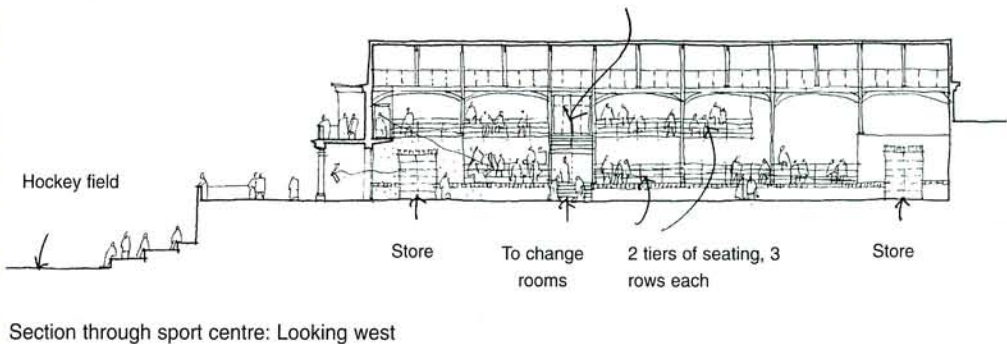 Hockey field
Store
To change
rooms
2 tiers of seating, 3
rows each
Store
Section through sport centre: Looking west